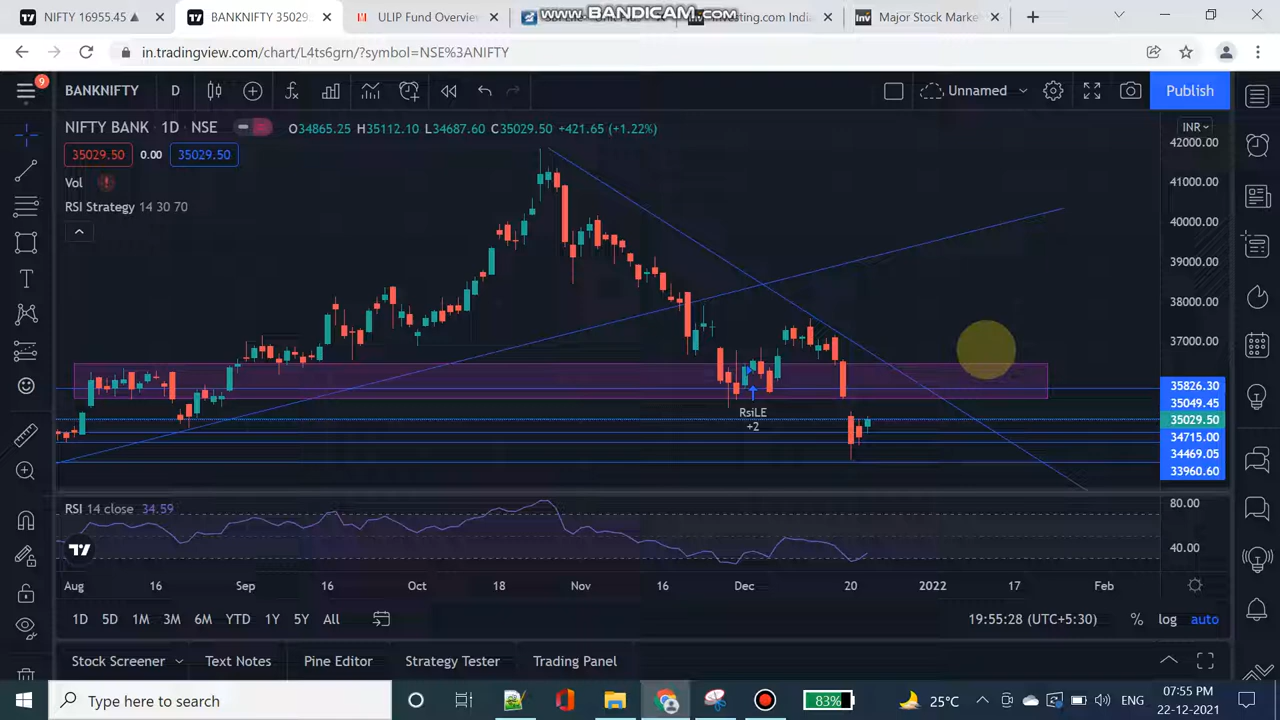 NIFTY 16955.45 ▲
BANKNIFTY 35029.
ULIP Fund Overview
www.BANDICAM.com
Investing.com India
Major Stock Marke
in.tradingview.com/chart/L4ts6grn/?symbol=NSE%3ANIFTY
9
BANKNIFTY
D
Unnamed
Publish
NIFTY BANK · 1D · NSE
O34865.25 H35112.10 L34687.60 C35029.50 +421.65 (+1.22%)
INR
35029.50
0.00
35029.50
Vol
RSI Strategy 14 30 70
42000.00
41000.00
40000.00
39000.00
38000.00
37000.00
35826.30
35049.45
35029.50
34715.00
34469.05
33960.60
RsiLE
+2
RSI 14 close 34.59
80.00
40.00
Aug 16 Sep 16 Oct 18 Nov 16 Dec 20 2022 17 Feb
1D 5D 1M 3M 6M YTD 1Y 5Y All
19:55:28 (UTC+5:30) % log auto
Stock Screener Text Notes Pine Editor Strategy Tester Trading Panel
Type here to search
83%
25°C
ENG
07:55 PM
22-12-2021